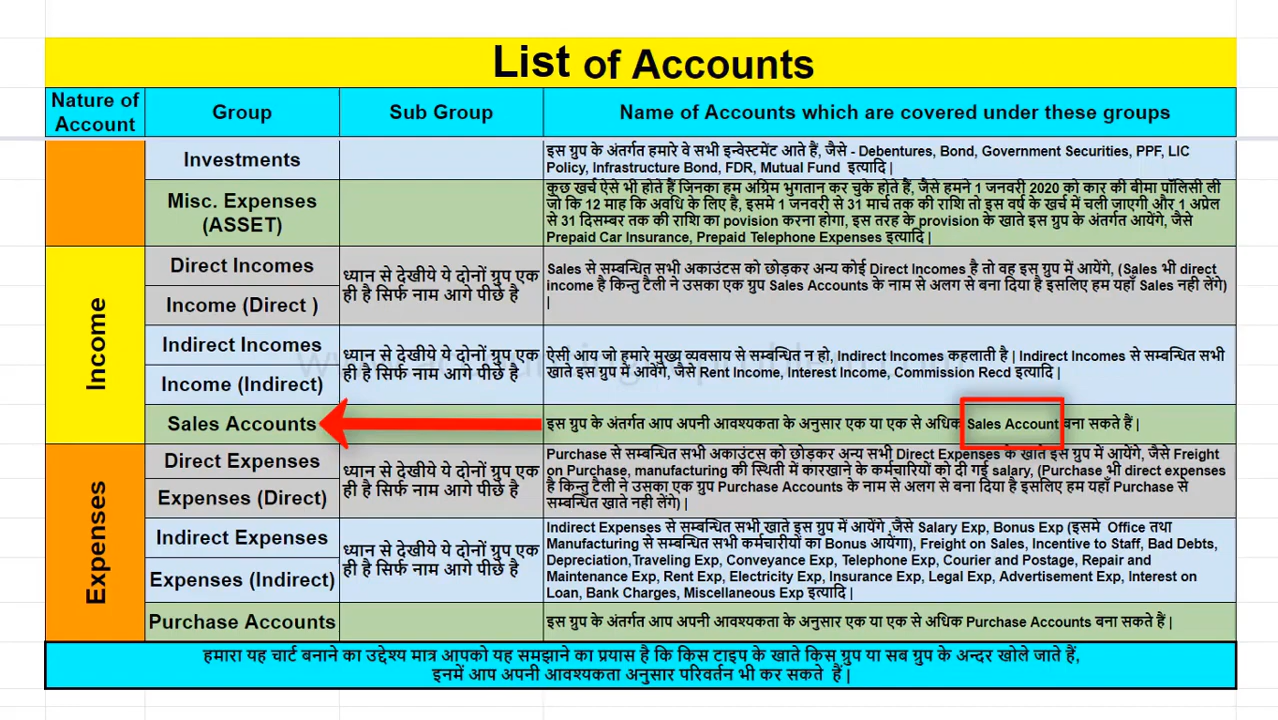 List of Accounts
Nature of
Account
Group
Sub Group
Name of Accounts which are covered under these groups
Investments
इस ग्रुप के अंतर्गत हमारे वे सभी इन्वेस्टमेंट आते हैं, जैसे - Debentures, Bond, Government Securities, PPF, LIC
Policy, Infrastructure Bond, FDR, Mutual Fund इत्यादि |
Misc. Expenses
(ASSET)
कुछ खर्च ऐसे भी होते हैं जिनका हम अग्रिम भुगतान कर चुके होते हैं, जैसे हमने 1 जनवरी 2020 को कार की बीमा पॉलिसी ली
जो कि 12 माह कि अवधि के लिए है, इसमे 1 जनवरी से 31 मार्च तक की राशि तो इस वर्ष के खर्च में चली जाएगी और 1 अप्रेल
से 31 दिसम्बर तक की राशि का povision करना होगा, इस तरह के provision के खाते इस ग्रुप के अंतर्गत आयेंगे, जैसे
Prepaid Car Insurance, Prepaid Telephone Expenses इत्यादि |
Income
Direct Incomes
Income (Direct )
ध्यान से देखीये ये दोनों ग्रुप एक
ही है सिर्फ नाम आगे पीछे है
Sales से सम्बन्धित सभी अकाउंटस को छोड़कर अन्य कोई Direct Incomes है तो वह इस ग्रुप में आयेंगे, (Sales भी direct
income है किन्तु टैली ने उसका एक ग्रुप Sales Accounts के नाम से अलग से बना दिया है इसलिए हम यहाँ Sales नही लेंगे)
|
Indirect Incomes
Income (Indirect)
ध्यान से देखीये ये दोनों ग्रुप एक
ही है सिर्फ नाम आगे पीछे है
ऐसी आय जो हमारे मुख्य व्यवसाय से सम्बन्धित न हो, Indirect Incomes कहलाती है | Indirect Incomes से सम्बन्धित सभी
खाते इस ग्रुप में आवेंगे, जैसे Rent Income, Interest Income, Commission Recd इत्यादि |
Sales Accounts
इस ग्रुप के अंतर्गत आप अपनी आवश्यकता के अनुसार एक या एक से अधिक Sales Account बना सकते हैं |
Expenses
Direct Expenses
Expenses (Direct)
ध्यान से देखीये ये दोनों ग्रुप एक
ही है सिर्फ नाम आगे पीछे है
Purchase से सम्बन्धित सभी अकाउंटस को छोड़कर अन्य सभी Direct Expenses के खाते इस ग्रुप में आयेंगे, जैसे Freight
on Purchase, manufacturing की स्थिती में कारखाने के कर्मचारियों को दी गई salary, (Purchase भी direct expenses
है किन्तु टैली ने उसका एक ग्रुप Purchase Accounts के नाम से अलग से बना दिया है इसलिए हम यहाँ Purchase से
सम्बन्धित खाते नही लेंगे) |
Indirect Expenses
Expenses (Indirect)
ध्यान से देखीये ये दोनों ग्रुप एक
ही है सिर्फ नाम आगे पीछे है
Indirect Expenses से सम्बन्धित सभी खाते इस ग्रुप में आयेंगे ,जैसे Salary Exp, Bonus Exp (इसमे Office तथा
Manufacturing से सम्बन्धित सभी कर्मचारीयों का Bonus आयेंगा), Freight on Sales, Incentive to Staff, Bad Debts,
Depreciation,Traveling Exp, Conveyance Exp, Telephone Exp, Courier and Postage, Repair and
Maintenance Exp, Rent Exp, Electricity Exp, Insurance Exp, Legal Exp, Advertisement Exp, Interest on
Loan, Bank Charges, Miscellaneous Exp इत्यादि |
Purchase Accounts
इस ग्रुप के अंतर्गत आप अपनी आवश्यकता के अनुसार एक या एक से अधिक Purchase Accounts बना सकते हैं |
हमारा यह चार्ट बनाने का उद्देश्य मात्र आपको यह समझाने का प्रयास है कि किस टाइप के खाते किस ग्रुप या सब ग्रुप के अन्दर खोले जाते हैं,
इनमें आप अपनी आवश्यकता अनुसार परिवर्तन भी कर सकते हैं |